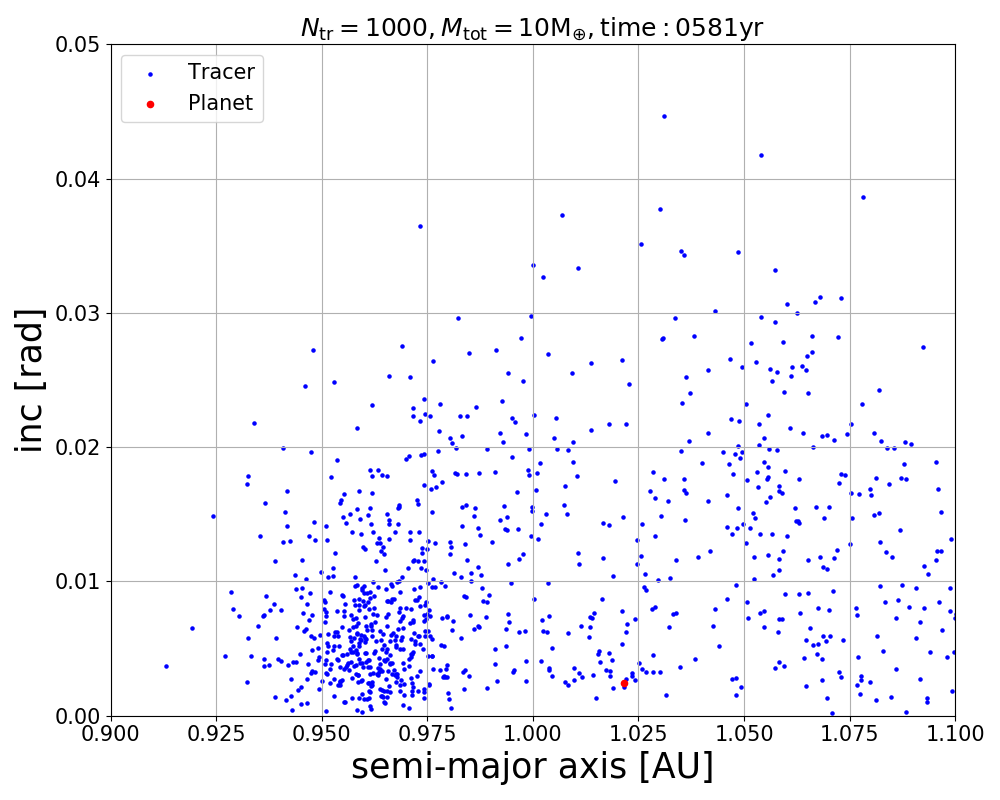 N_tr = 1000, M_tot = 10M_⊕, time : 0581yr
Tracer
Planet
0.05
0.04
0.03
0.02
0.01
0.00
inc [rad]
0.900 0.925 0.950 0.975 1.000 1.025 1.050 1.075 1.100
semi-major axis [AU]